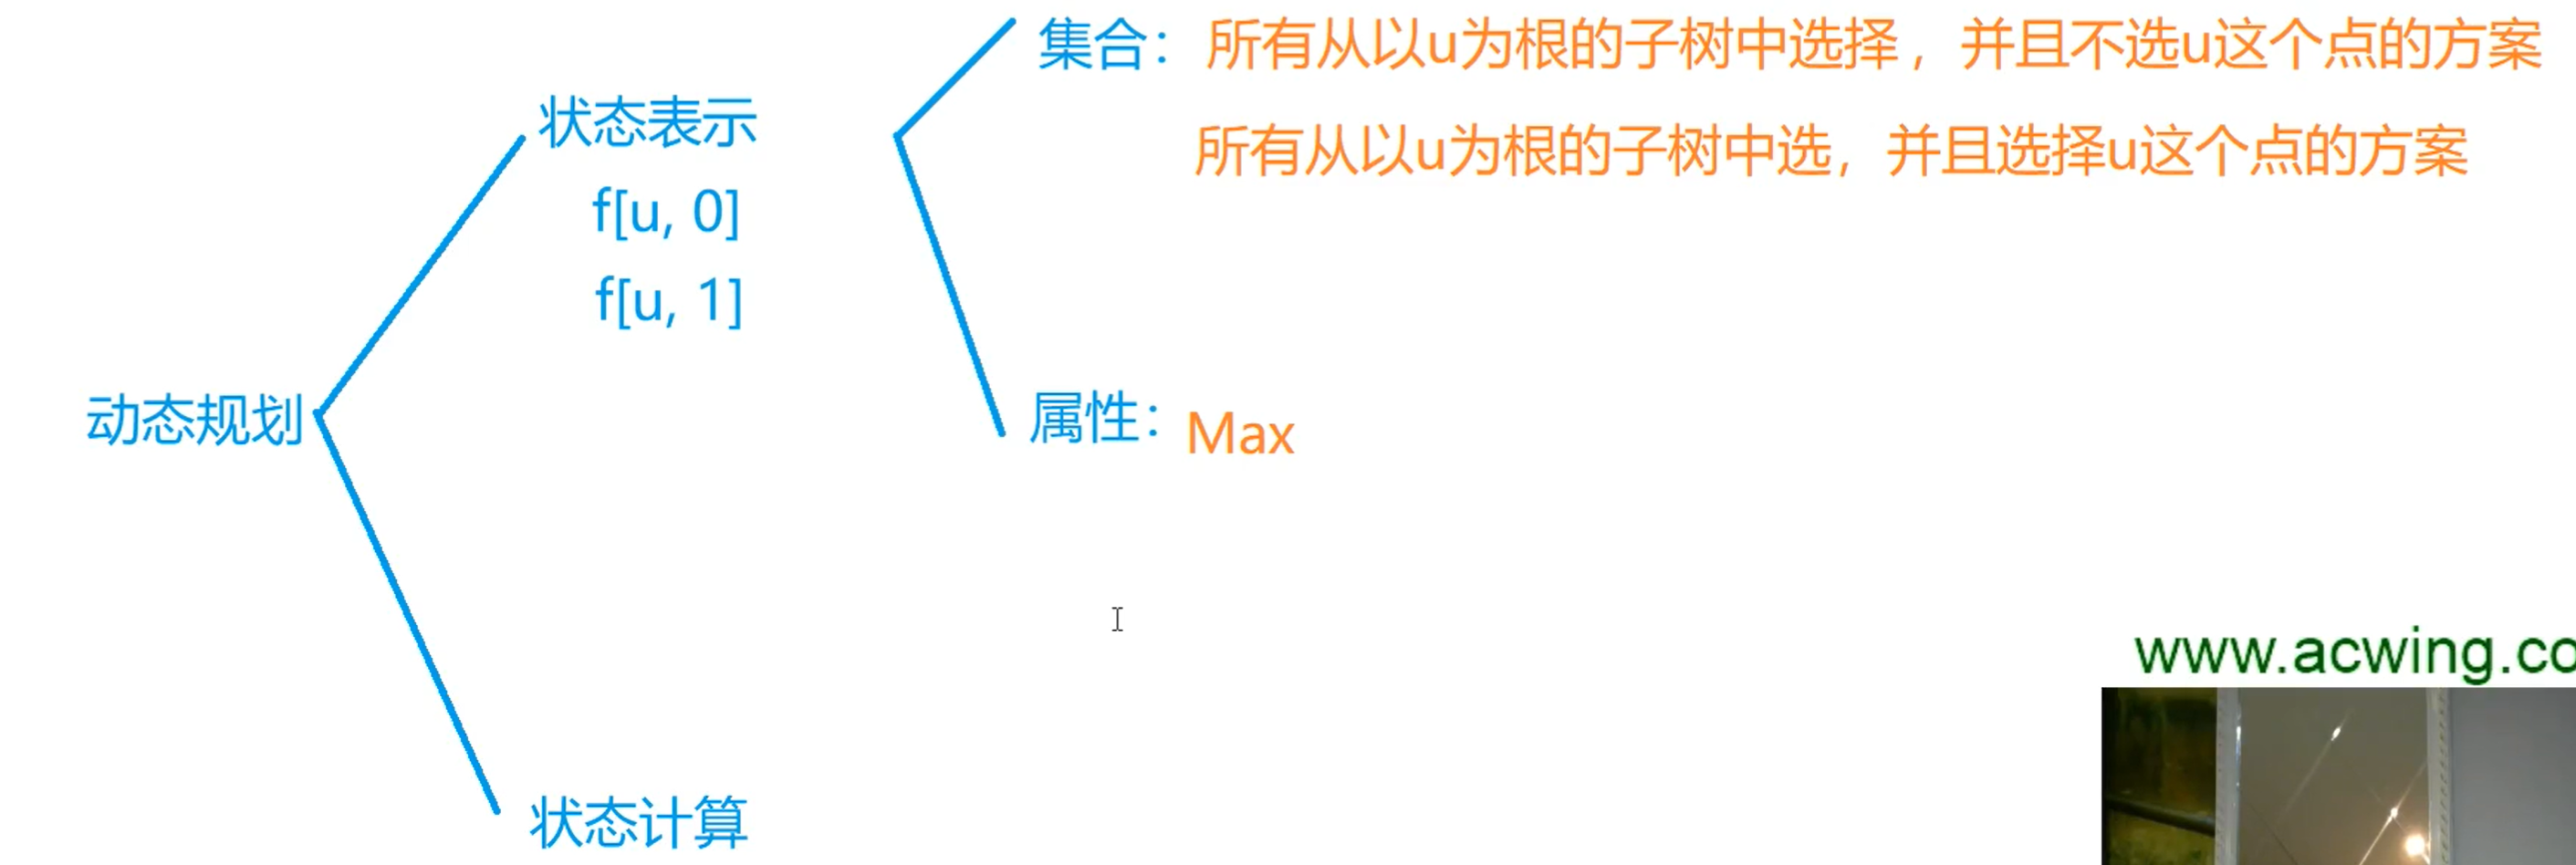 集合：所有从以u为根的子树中选择，并且不选u这个点的方案
状态表示
所有从以u为根的子树中选，并且选择u这个点的方案
f[u, 0]
f[u, 1]
动态规划
属性：Max
www.acwing.co
状态计算